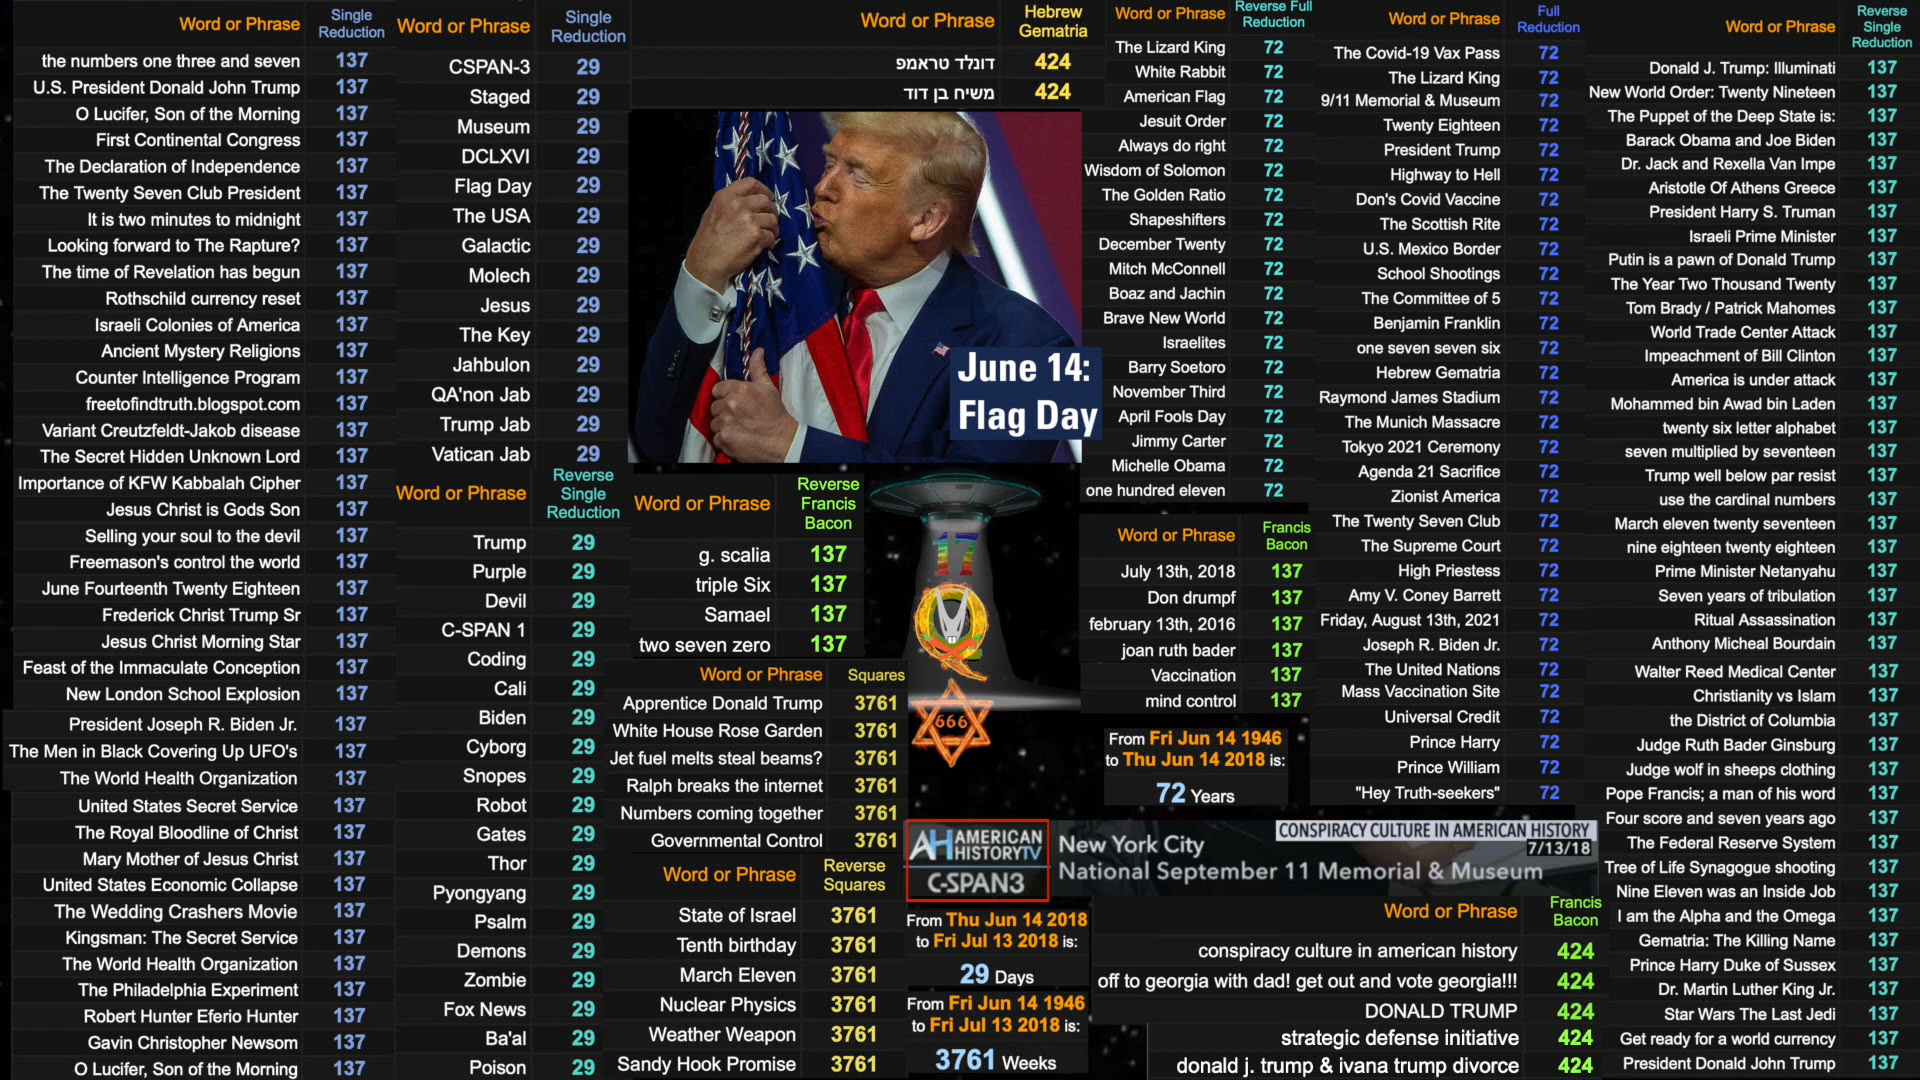 Word or Phrase Single Reduction
the numbers one three and seven 137
U.S. President Donald John Trump 137
O Lucifer, Son of the Morning 137
First Continental Congress 137
The Declaration of Independence 137
The Twenty Seven Club President 137
It is two minutes to midnight 137
Looking forward to The Rapture? 137
The time of Revelation has begun 137
Rothschild currency reset 137
Israeli Colonies of America 137
Ancient Mystery Religions 137
Counter Intelligence Program 137
freetofindtruth.blogspot.com 137
Variant Creutzfeldt-Jakob disease 137
The Secret Hidden Unknown Lord 137
Importance of KFW Kabbalah Cipher 137
Jesus Christ is Gods Son 137
Selling your soul to the devil 137
Freemason's control the world 137
June Fourteenth Twenty Eighteen 137
Frederick Christ Trump Sr 137
Jesus Christ Morning Star 137
Feast of the Immaculate Conception 137
New London School Explosion 137
President Joseph R. Biden Jr. 137
The Men in Black Covering Up UFO's 137
The World Health Organization 137
United States Secret Service 137
The Royal Bloodline of Christ 137
Mary Mother of Jesus Christ 137
United States Economic Collapse 137
The Wedding Crashers Movie 137
Kingsman: The Secret Service 137
The World Health Organization 137
The Philadelphia Experiment 137
Robert Hunter Eferio Hunter 137
Gavin Christopher Newsom 137
O Lucifer, Son of the Morning 137
Word or Phrase Single Reduction
CSPAN-3 29
Staged 29
Museum 29
DCLXVI 29
Flag Day 29
The USA 29
Galactic 29
Molech 29
Jesus 29
The Key 29
Jahbulon 29
QA'non Jab 29
Trump Jab 29
Vatican Jab 29
Word or Phrase Reverse Single Reduction
Trump 29
Purple 29
Devil 29
C-SPAN 1 29
Coding 29
Cali 29
Biden 29
Cyborg 29
Snopes 29
Robot 29
Gates 29
Thor 29
Pyongyang 29
Psalm 29
Demons 29
Zombie 29
Fox News 29
Ba'al 29
Poison 29
Word or Phrase Hebrew Gematria
דונלד טראמפ 424
משיח בן דוד 424
June 14:
Flag Day
Word or Phrase Reverse Francis Bacon
g. scalia 137
triple Six 137
Samael 137
two seven zero 137
Word or Phrase Squares
Apprentice Donald Trump 3761
White House Rose Garden 3761
Jet fuel melts steal beams? 3761
Ralph breaks the internet 3761
Numbers coming together 3761
Governmental Control 3761
Word or Phrase Reverse Squares
State of Israel 3761
Tenth birthday 3761
March Eleven 3761
Nuclear Physics 3761
Weather Weapon 3761
Sandy Hook Promise 3761
17
666
AH AMERICAN HISTORYTV
C-SPAN3
CONSPIRACY CULTURE IN AMERICAN HISTORY
7/13/18
New York City
National September 11 Memorial & Museum
From Thu Jun 14 2018
to Fri Jul 13 2018 is:
29 Days
From Fri Jun 14 1946
to Fri Jul 13 2018 is:
3761 Weeks
Word or Phrase Reverse Full Reduction
The Lizard King 72
White Rabbit 72
American Flag 72
Jesuit Order 72
Always do right 72
Wisdom of Solomon 72
The Golden Ratio 72
Shapeshifters 72
December Twenty 72
Mitch McConnell 72
Boaz and Jachin 72
Brave New World 72
Israelites 72
Barry Soetoro 72
November Third 72
April Fools Day 72
Jimmy Carter 72
Michelle Obama 72
one hundred eleven 72
Word or Phrase Francis Bacon
July 13th, 2018 137
Don drumpf 137
february 13th, 2016 137
joan ruth bader 137
Vaccination 137
mind control 137
From Fri Jun 14 1946
to Thu Jun 14 2018 is:
72 Years
Word or Phrase Full Reduction
The Covid-19 Vax Pass 72
The Lizard King 72
9/11 Memorial & Museum 72
Twenty Eighteen 72
President Trump 72
Highway to Hell 72
Don's Covid Vaccine 72
The Scottish Rite 72
U.S. Mexico Border 72
School Shootings 72
The Committee of 5 72
Benjamin Franklin 72
one seven seven six 72
Hebrew Gematria 72
Raymond James Stadium 72
The Munich Massacre 72
Tokyo 2021 Ceremony 72
Agenda 21 Sacrifice 72
Zionist America 72
The Twenty Seven Club 72
The Supreme Court 72
High Priestess 72
Amy V. Coney Barrett 72
Friday, August 13th, 2021 72
Joseph R. Biden Jr. 72
The United Nations 72
Mass Vaccination Site 72
Universal Credit 72
Prince Harry 72
Prince William 72
"Hey Truth-seekers" 72
Word or Phrase Francis Bacon
conspiracy culture in american history 424
off to georgia with dad! get out and vote georgia!!! 424
DONALD TRUMP 424
strategic defense initiative 424
donald j. trump & ivana trump divorce 424
Word or Phrase Reverse Single Reduction
Donald J. Trump: Illuminati 137
New World Order: Twenty Nineteen 137
The Puppet of the Deep State is: 137
Barack Obama and Joe Biden 137
Dr. Jack and Rexella Van Impe 137
Aristotle Of Athens Greece 137
President Harry S. Truman 137
Israeli Prime Minister 137
Putin is a pawn of Donald Trump 137
The Year Two Thousand Twenty 137
Tom Brady / Patrick Mahomes 137
World Trade Center Attack 137
Impeachment of Bill Clinton 137
America is under attack 137
Mohammed bin Awad bin Laden 137
twenty six letter alphabet 137
seven multiplied by seventeen 137
Trump well below par resist 137
use the cardinal numbers 137
March eleven twenty seventeen 137
nine eighteen twenty eighteen 137
Prime Minister Netanyahu 137
Seven years of tribulation 137
Ritual Assassination 137
Anthony Micheal Bourdain 137
Walter Reed Medical Center 137
Christianity vs Islam 137
the District of Columbia 137
Judge Ruth Bader Ginsburg 137
Judge wolf in sheeps clothing 137
Pope Francis; a man of his word 137
Four score and seven years ago 137
The Federal Reserve System 137
Tree of Life Synagogue shooting 137
Nine Eleven was an Inside Job 137
I am the Alpha and the Omega 137
Gematria: The Killing Name 137
Prince Harry Duke of Sussex 137
Dr. Martin Luther King Jr. 137
Star Wars The Last Jedi 137
Get ready for a world currency 137
President Donald John Trump 137